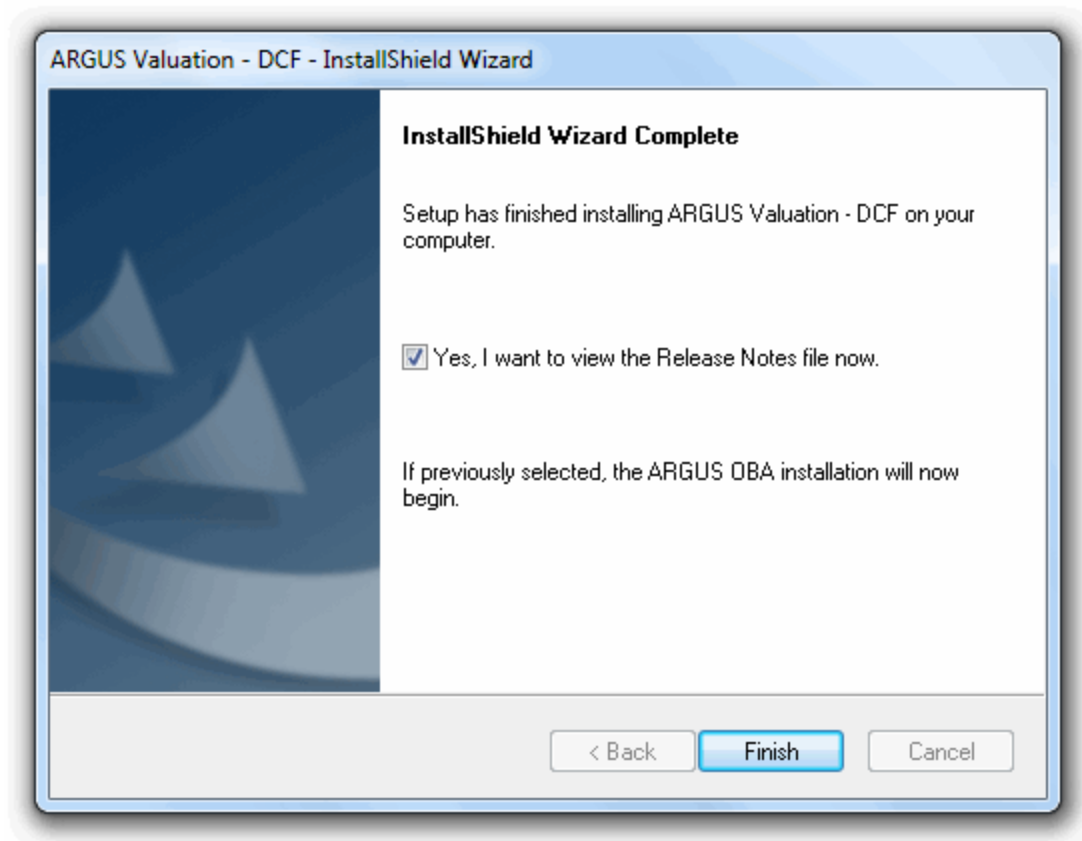 ARGUS Valuation - DCF - InstallShield Wizard
InstallShield Wizard Complete
Setup has finished installing ARGUS Valuation - DCF on your
computer.
Yes, I want to view the Release Notes file now.
If previously selected, the ARGUS OBA installation will now
begin.
< Back
Finish
Cancel